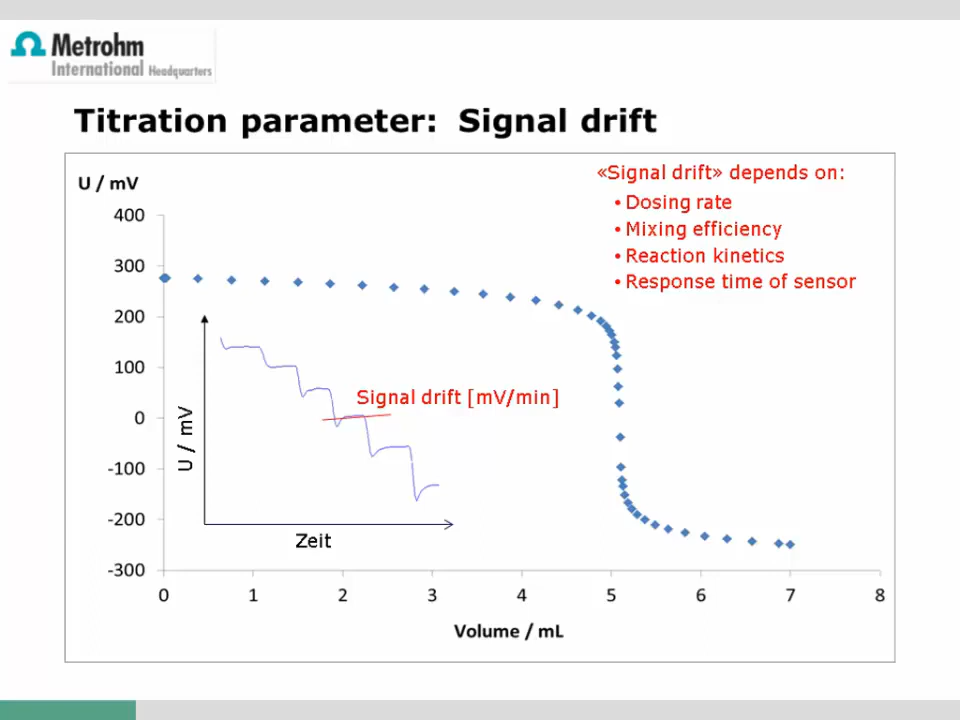 Metrohm
International Headquarters
Titration parameter: Signal drift
U / mV
«Signal drift» depends on:
• Dosing rate
• Mixing efficiency
• Reaction kinetics
• Response time of sensor
400
300
200
100
0
-100
-200
-300
Signal drift [mV/min]
U / mV
Zeit
0 1 2 3 4 5 6 7 8
Volume / mL